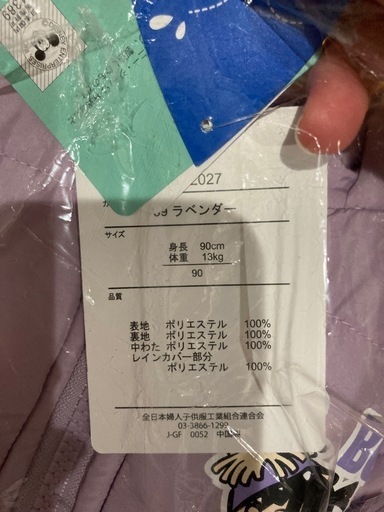 2027
09 ラベンダー
サイズ
身長 90cm
体重 13kg
90
品質
表地 ポリエステル 100%
裏地 ポリエステル 100%
中わた ポリエステル 100%
レインカバー部分
ポリエステル 100%
全日本婦人子供服工業組合連合会
03-3866-1299
J-GF 0052 中国製